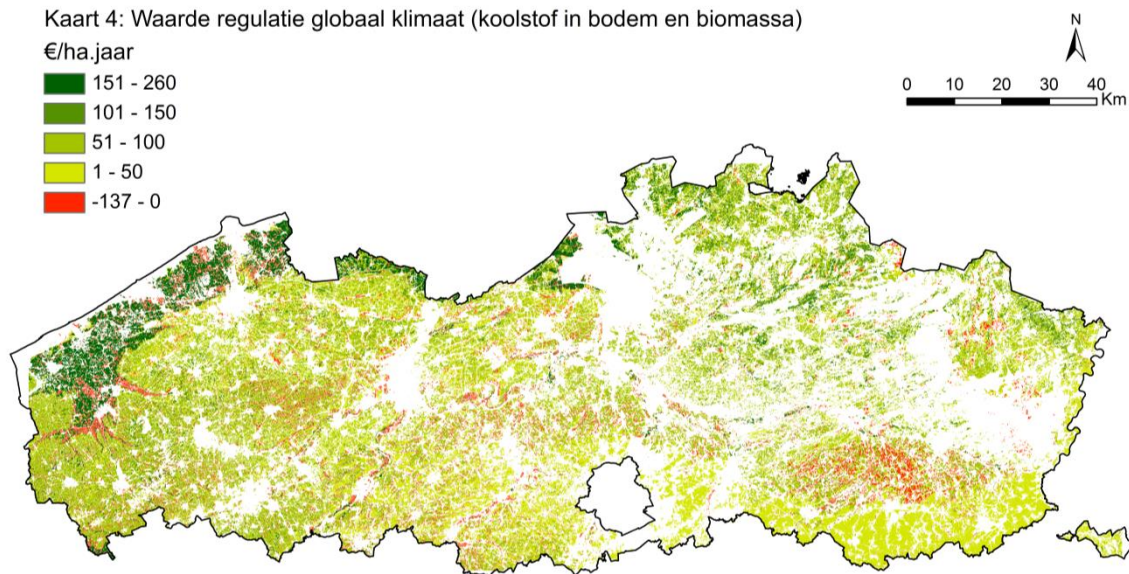 Kaart 4: Waarde regulatie globaal klimaat (koolstof in bodem en biomassa)
€/ha.jaar
151 - 260
101 - 150
51 - 100
1 - 50
-137 - 0
N
0 10 20 30 40
Km